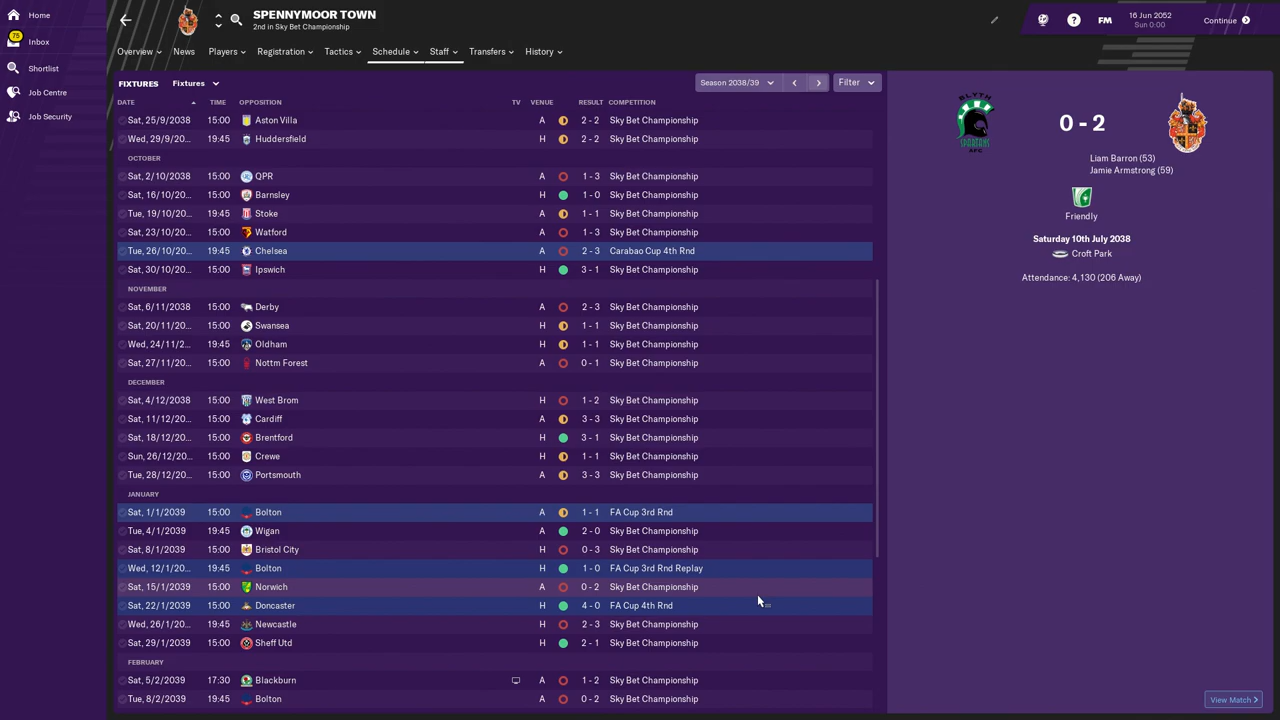 Home
75
Inbox
Shortlist
Job Centre
Job Security
SPENNYMOOR TOWN
2nd in Sky Bet Championship
?
FM
16 Jun 2052
Sun 0:00
Continue
Overview News Players Registration Tactics Schedule Staff Transfers History
FIXTURES Fixtures Season 2038/39 Filter
DATE TIME OPPOSITION TV VENUE RESULT COMPETITION
Sat, 25/9/2038 15:00 Aston Villa A 2 - 2 Sky Bet Championship
Wed, 29/9/20... 19:45 Huddersfield H 2 - 2 Sky Bet Championship
OCTOBER
Sat, 2/10/2038 15:00 QPR A 1 - 3 Sky Bet Championship
Sat, 16/10/20... 15:00 Barnsley H 1 - 0 Sky Bet Championship
Tue, 19/10/20... 19:45 Stoke A 1 - 1 Sky Bet Championship
Sat, 23/10/20... 15:00 Watford A 1 - 3 Sky Bet Championship
Tue, 26/10/20... 19:45 Chelsea A 2 - 3 Carabao Cup 4th Rnd
Sat, 30/10/20... 15:00 Ipswich H 3 - 1 Sky Bet Championship
NOVEMBER
Sat, 6/11/2038 15:00 Derby A 2 - 3 Sky Bet Championship
Sat, 20/11/20... 15:00 Swansea H 1 - 1 Sky Bet Championship
Wed, 24/11/2... 19:45 Oldham H 1 - 1 Sky Bet Championship
Sat, 27/11/20... 15:00 Nottm Forest A 0 - 1 Sky Bet Championship
DECEMBER
Sat, 4/12/2038 15:00 West Brom H 1 - 2 Sky Bet Championship
Sat, 11/12/20... 15:00 Cardiff A 3 - 3 Sky Bet Championship
Sat, 18/12/20... 15:00 Brentford H 3 - 1 Sky Bet Championship
Sun, 26/12/20... 15:00 Crewe H 1 - 1 Sky Bet Championship
Tue, 28/12/20... 15:00 Portsmouth A 3 - 3 Sky Bet Championship
JANUARY
Sat, 1/1/2039 15:00 Bolton A 1 - 1 FA Cup 3rd Rnd
Tue, 4/1/2039 19:45 Wigan A 2 - 0 Sky Bet Championship
Sat, 8/1/2039 15:00 Bristol City H 0 - 3 Sky Bet Championship
Wed, 12/1/20... 19:45 Bolton H 1 - 0 FA Cup 3rd Rnd Replay
Sat, 15/1/2039 15:00 Norwich A 0 - 2 Sky Bet Championship
Sat, 22/1/2039 15:00 Doncaster H 4 - 0 FA Cup 4th Rnd
Wed, 26/1/20... 19:45 Newcastle H 2 - 3 Sky Bet Championship
Sat, 29/1/2039 15:00 Sheff Utd H 2 - 1 Sky Bet Championship
FEBRUARY
Sat, 5/2/2039 17:30 Blackburn A 1 - 2 Sky Bet Championship
Tue, 8/2/2039 19:45 Bolton A 0 - 2 Sky Bet Championship
BLYTH
SPARTANS
AFC
0 - 2
Liam Barron (53)
Jamie Armstrong (59)
Friendly
Saturday 10th July 2038
Croft Park
Attendance: 4,130 (206 Away)
View Match